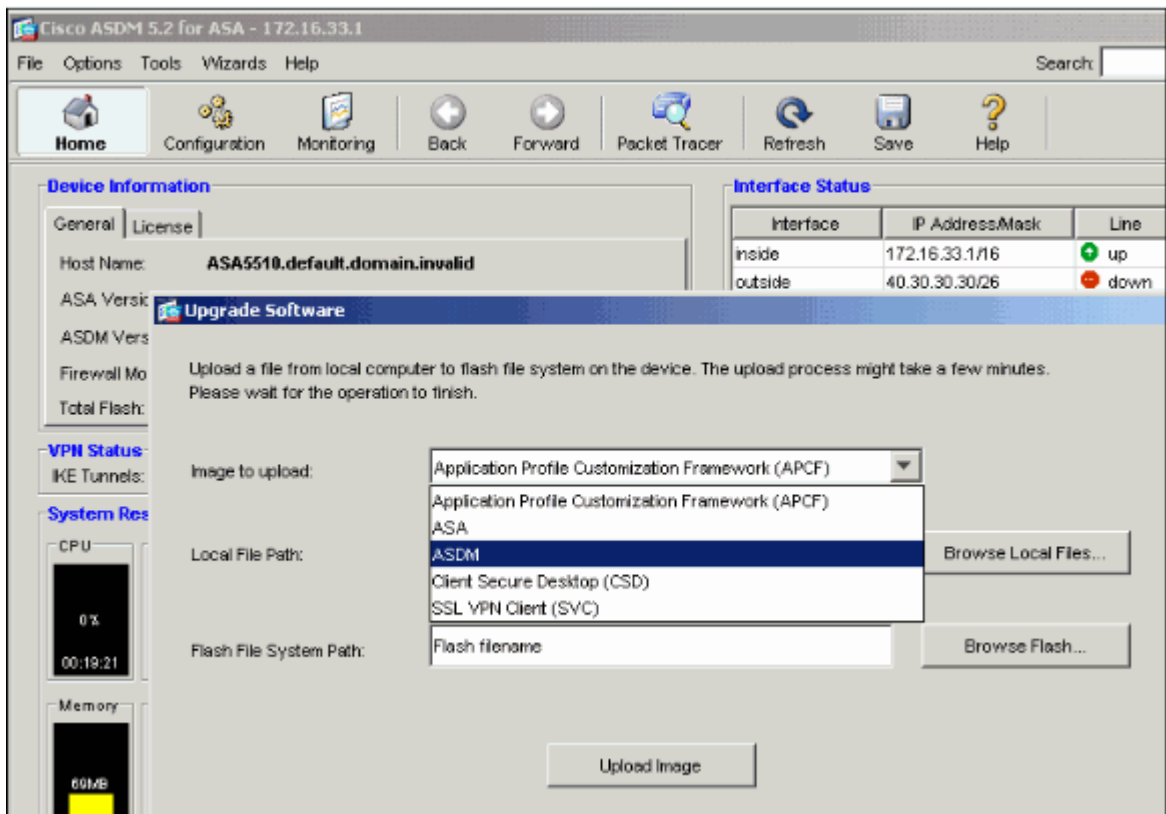 Cisco ASDM 5.2 for ASA - 172.16.33.1
File Options Tools Wizards Help Search:
Home Configuration Monitoring Back Forward Packet Tracer Refresh Save Help
Device Information
General License
Host Name: ASA5510.default.domain.invalid
ASA Versic
ASDM Vers
Firewall Mo
Total Flash:
Interface Status
Interface IP Address/Mask Line
inside 172.16.33.1/16 up
outside 40.30.30.30/26 down
VPN Status
IKE Tunnels:
System Res
CPU
0%
00:19:21
Memory
69MB
Upgrade Software
Upload a file from local computer to flash file system on the device. The upload process might take a few minutes.
Please wait for the operation to finish.
Image to upload: Application Profile Customization Framework (APCF)
Application Profile Customization Framework (APCF)
ASA
ASDM
Client Secure Desktop (CSD)
SSL VPN Client (SVC)
Local File Path: Browse Local Files...
Flash File System Path: Flash filename Browse Flash...
Upload Image